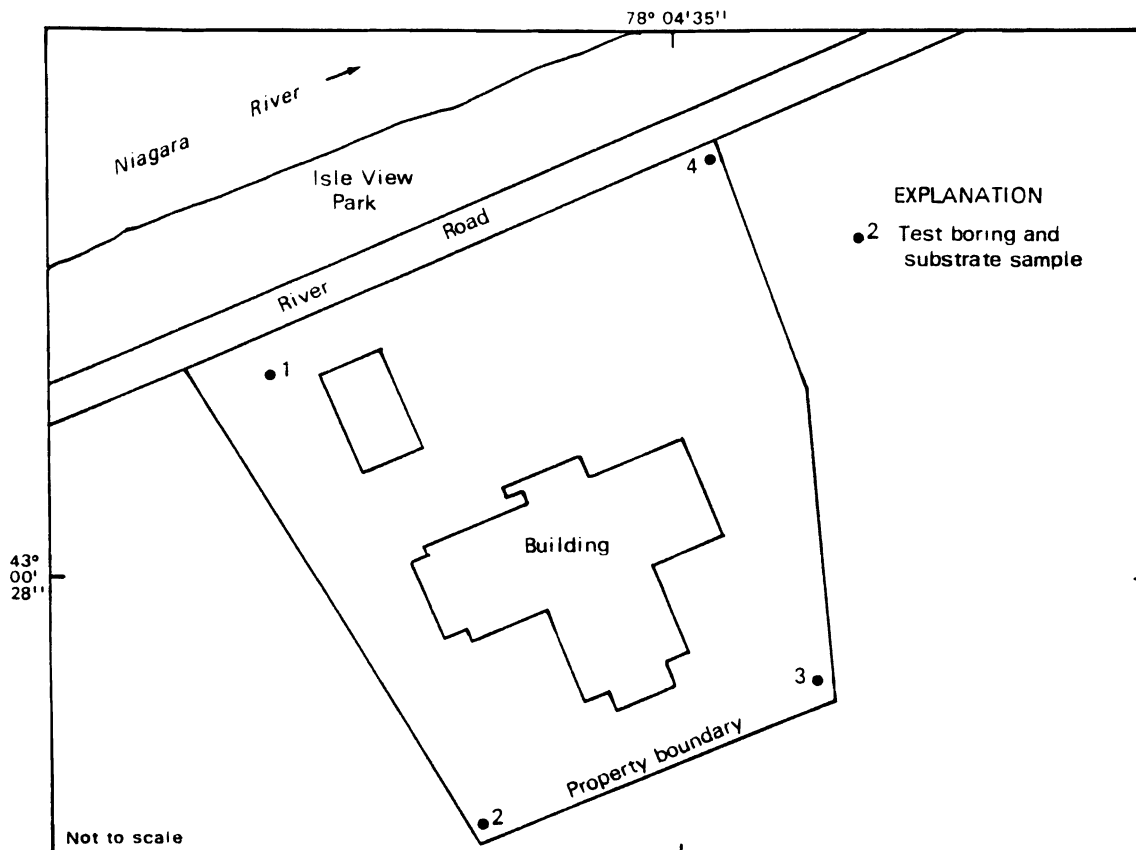 78° 04'35''
Niagara River
Isle View
Park
River Road
4
EXPLANATION
2 Test boring and
substrate sample
1
Building
43°
00'
28''
3
Property boundary
2
Not to scale